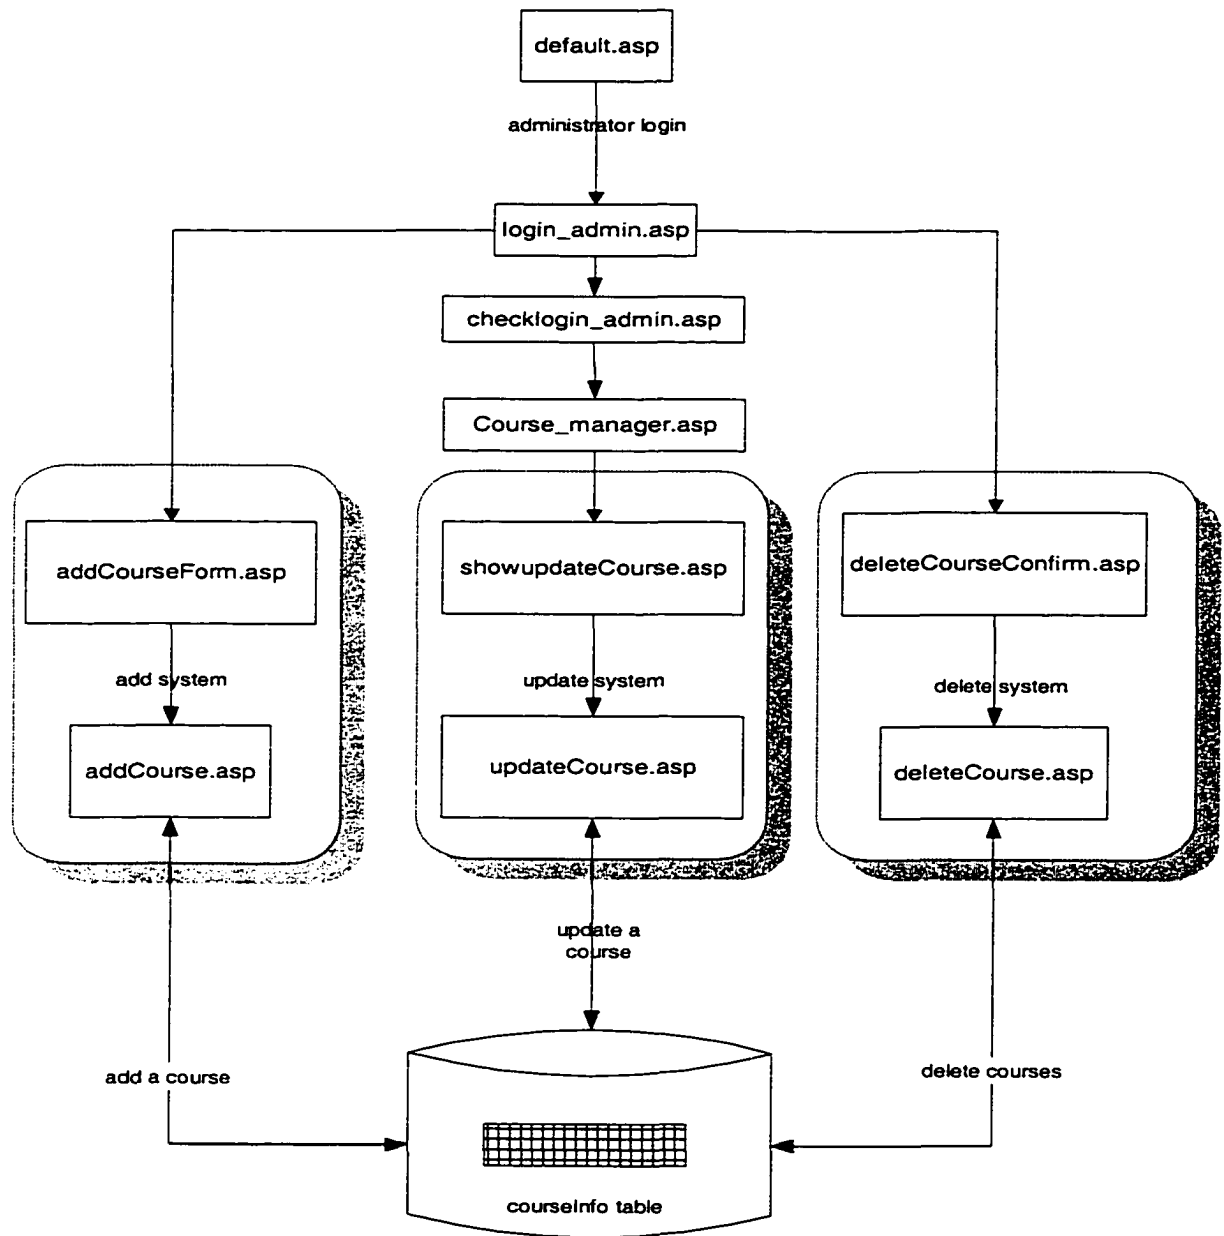 default.asp
administrator login
login_admin.asp
checklogin_admin.asp
Course_manager.asp
addCourseForm.asp
showupdateCourse.asp
deleteCourseConfirm.asp
add system
update system
delete system
addCourse.asp
updateCourse.asp
deleteCourse.asp
update a
course
add a course
delete courses
courseInfo table